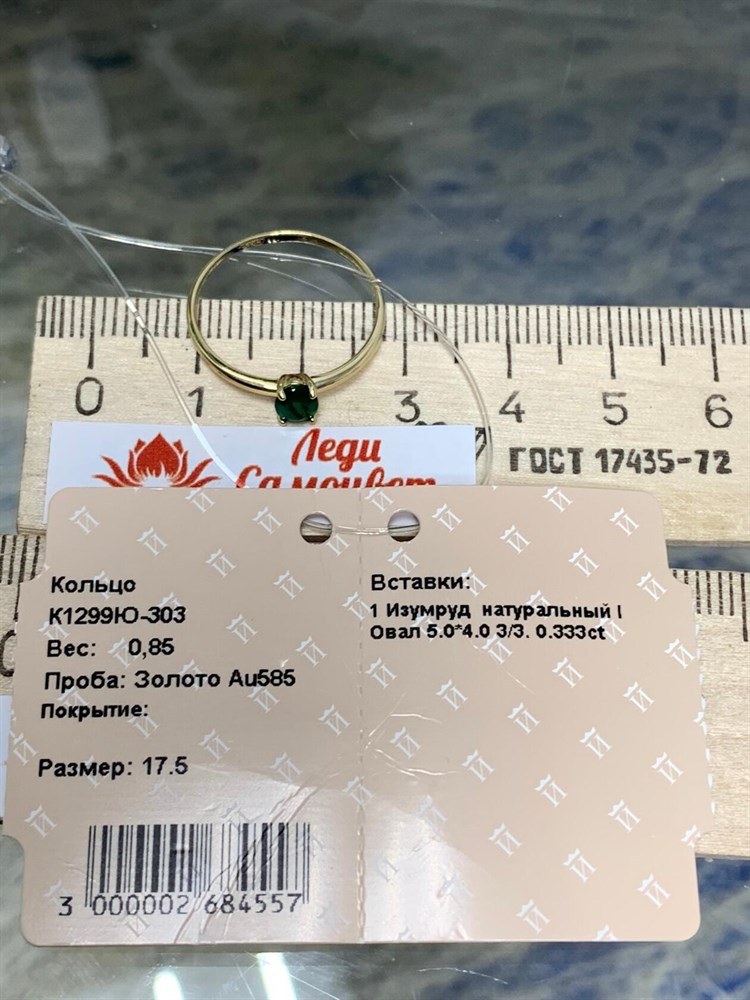 0 1 3 4 5 6
ГОСТ 17435-72
Леди
Самоцвет
Кольцо
К1299Ю-303
Вес: 0,85
Проба: Золото Au585
Покрытие:
Размер: 17.5
3 000002 684557
Вставки:
1 Изумруд натуральный |
Овал 5.0*4.0 3/3. 0.333ct
0